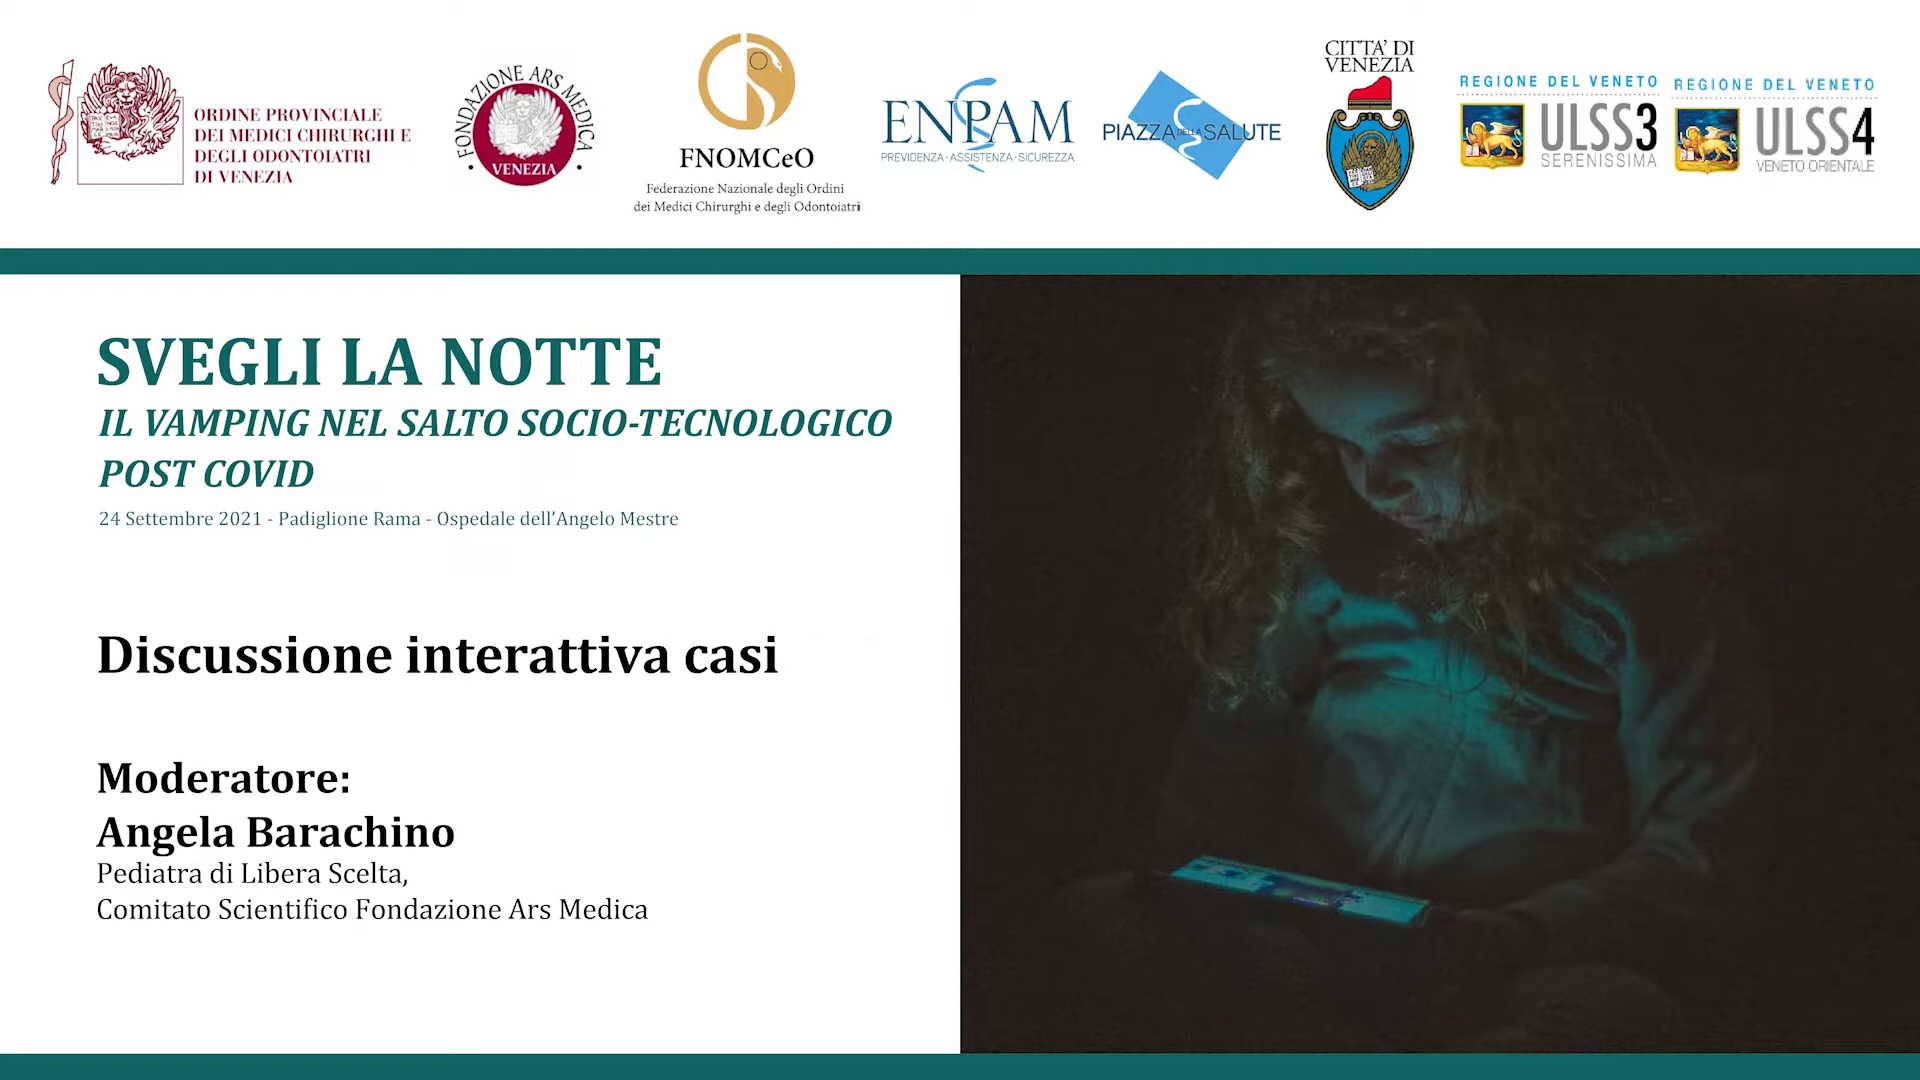 ORDINE PROVINCIALE
DEI MEDICI CHIRURGHI E
DEGLI ODONTOIATRI
DI VENEZIA
FONDAZIONE ARS MEDICA
VENEZIA
FNOMCeO
Federazione Nazionale degli Ordini
dei Medici Chirurghi e degli Odontoiatri
ENPAM
PREVIDENZA · ASSISTENZA · SICUREZZA
PIAZZA DELLA SALUTE
CITTA' DI
VENEZIA
REGIONE DEL VENETO
ULSS3
SERENISSIMA
REGIONE DEL VENETO
ULSS4
VENETO ORIENTALE
SVEGLI LA NOTTE
IL VAMPING NEL SALTO SOCIO-TECNOLOGICO
POST COVID
24 Settembre 2021 - Padiglione Rama - Ospedale dell'Angelo Mestre
Discussione interattiva casi
Moderatore:
Angela Barachino
Pediatra di Libera Scelta,
Comitato Scientifico Fondazione Ars Medica